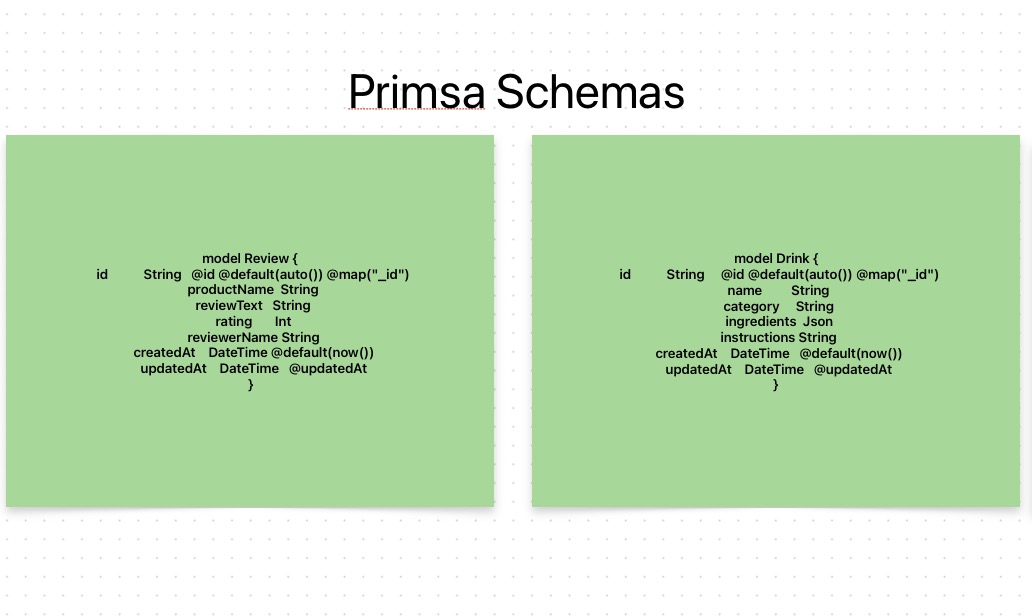 Primsa Schemas
model Review {
id String @id @default(auto()) @map("_id")
productName String
reviewText String
rating Int
reviewerName String
createdAt DateTime @default(now())
updatedAt DateTime @updatedAt
}
model Drink {
id String @id @default(auto()) @map("_id")
name String
category String
ingredients Json
instructions String
createdAt DateTime @default(now())
updatedAt DateTime @updatedAt
}